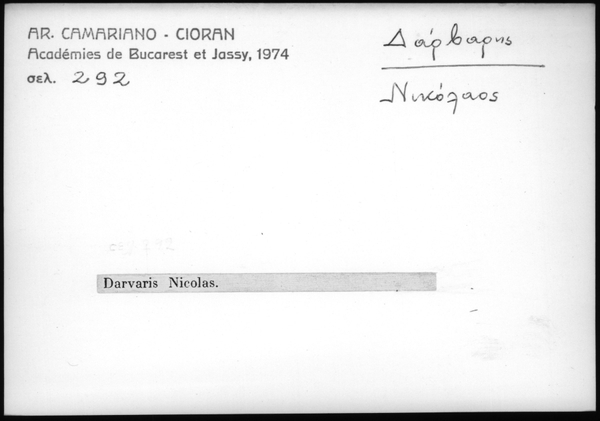 AR. CAMARIANO - CIORAN
Académies de Bucarest et Jassy, 1974
σελ. 292
Δάρβαρης
Νικόλαος
Darvaris Nicolas.